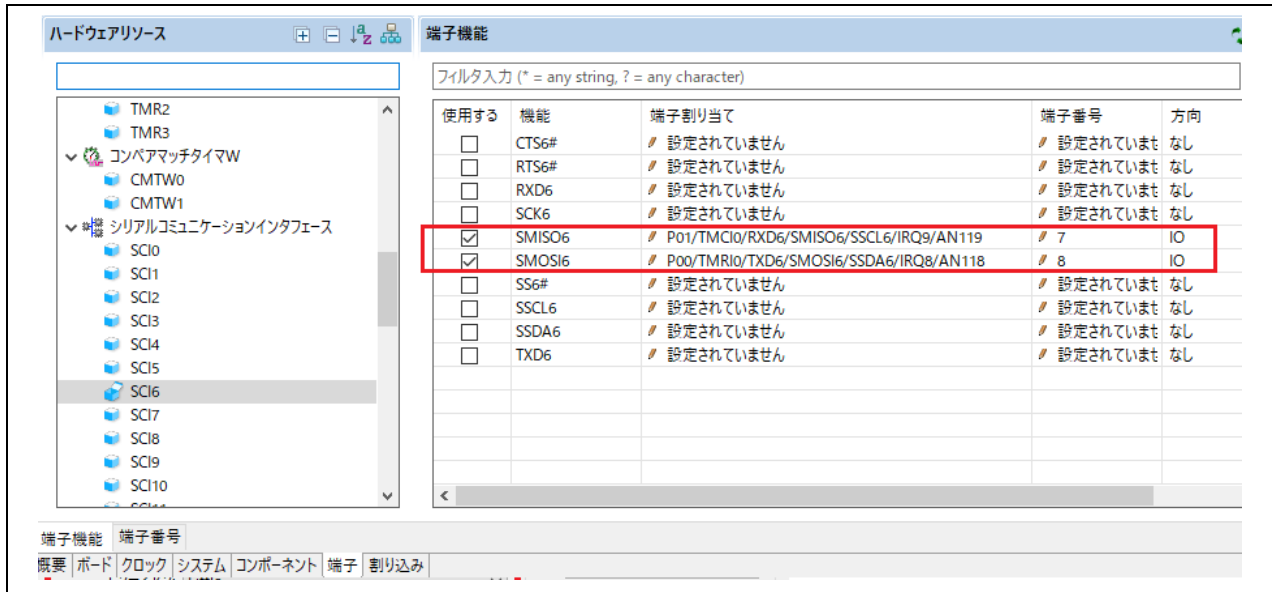 ハードウェアリソース
端子機能
フィルタ入力 (* = any string, ? = any character)
TMR2
TMR3
コンペアマッチタイマW
CMTW0
CMTW1
シリアルコミュニケーションインタフェース
SCI0
SCI1
SCI2
SCI3
SCI4
SCI5
SCI6
SCI7
SCI8
SCI9
SCI10
使用する 機能 端子割り当て 端子番号 方向
CTS6# 設定されていません 設定されていませ なし
RTS6# 設定されていません 設定されていませ なし
RXD6 設定されていません 設定されていませ なし
SCK6 設定されていません 設定されていませ なし
SMISO6 P01/TMCI0/RXD6/SMISO6/SSCL6/IRQ9/AN119 7 IO
SMOSI6 P00/TMRI0/TXD6/SMOSI6/SSDA6/IRQ8/AN118 8 IO
SS6# 設定されていません 設定されていませ なし
SSCL6 設定されていません 設定されていませ なし
SSDA6 設定されていません 設定されていませ なし
TXD6 設定されていません 設定されていませ なし
端子機能 端子番号
概要 ボード クロック システム コンポーネント 端子 割り込み